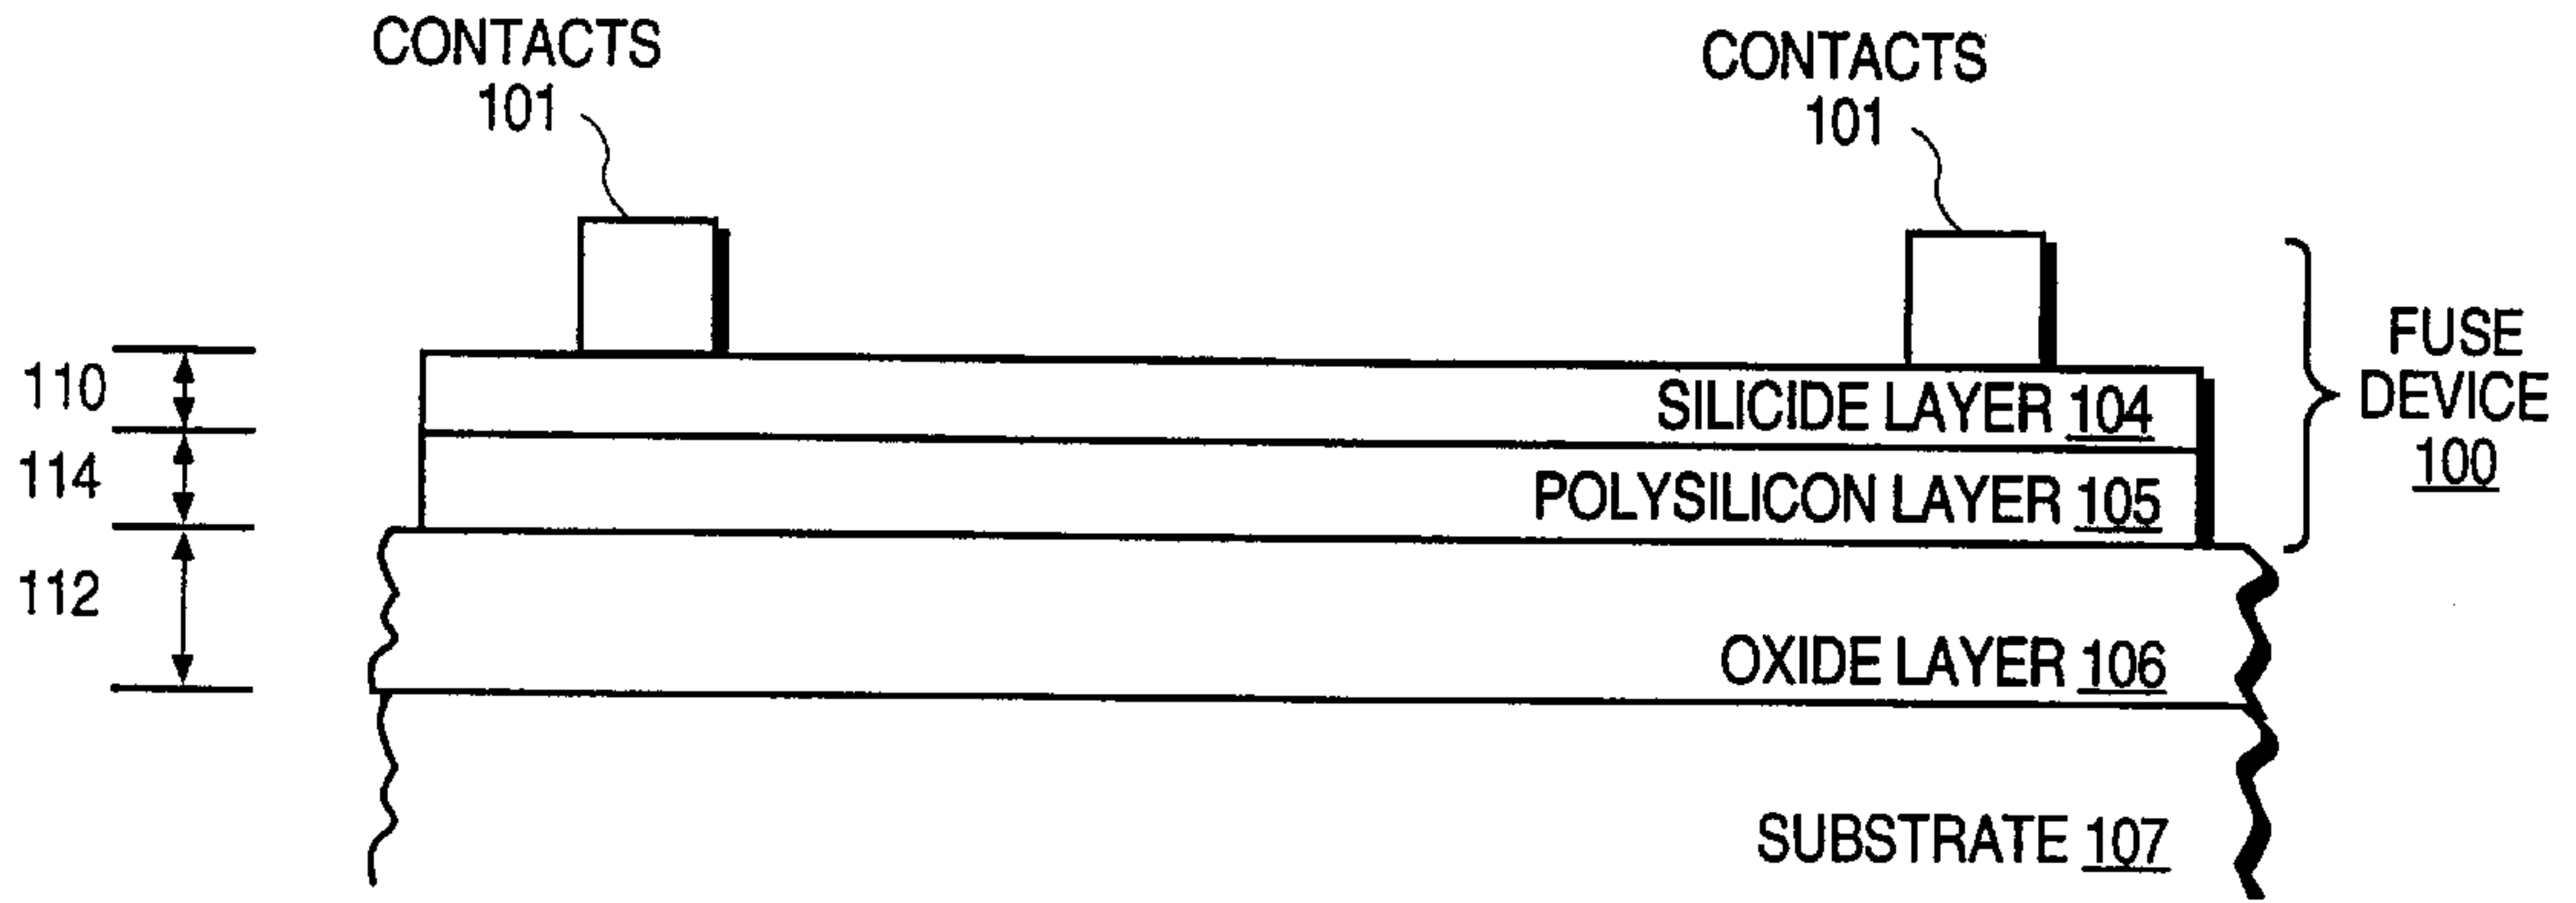 CONTACTS
101
CONTACTS
101
110
114
112
SILICIDE LAYER 104
POLYSILICON LAYER 105
OXIDE LAYER 106
SUBSTRATE 107
FUSE
DEVICE
100